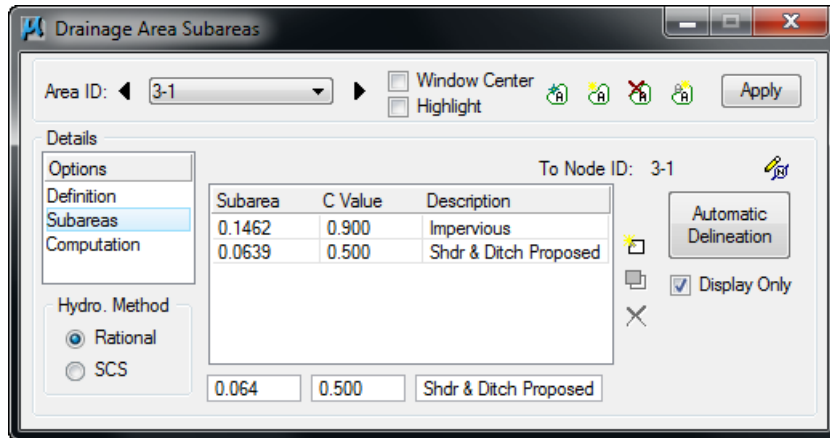 Drainage Area Subareas
Area ID: 3-1 Window Center Apply
Highlight
Details
To Node ID: 3-1
Options
Definition
Subareas
Computation
Subarea C Value Description
0.1462 0.900 Impervious
0.0639 0.500 Shdr & Ditch Proposed
Automatic
Delineation
Display Only
Hydro. Method
Rational
SCS
0.064 0.500 Shdr & Ditch Proposed